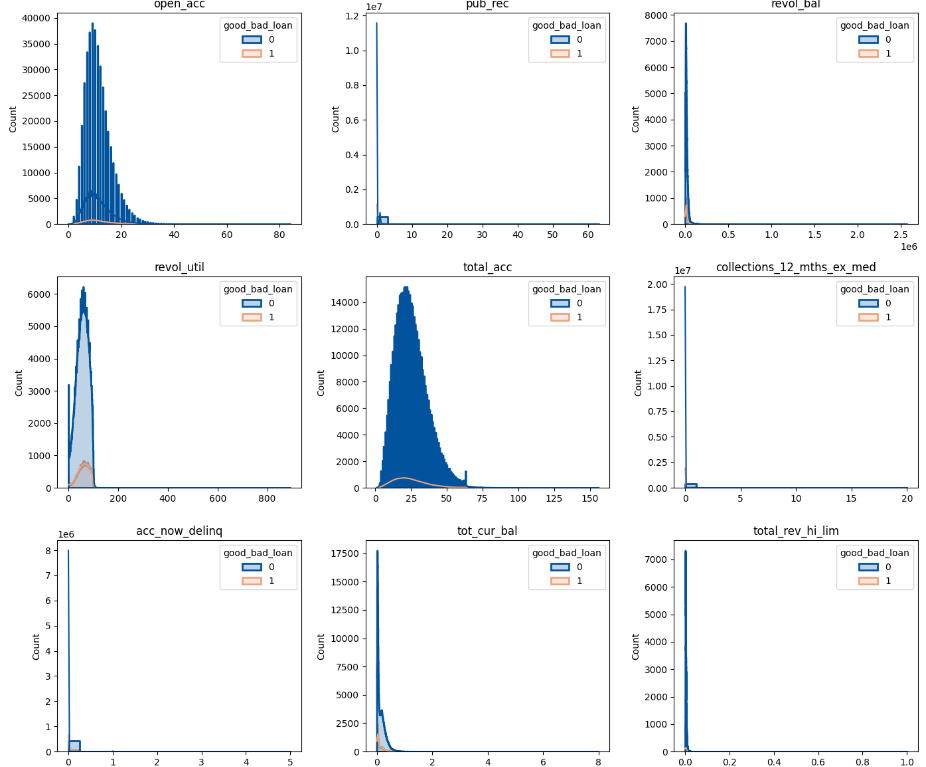 open_acc
pub_rec
revol_bal
1e7
good_bad_loan
0
1
Count
40000
35000
30000
25000
20000
15000
10000
5000
0
0 20 40 60 80
good_bad_loan
0
1
Count
1.2
1.0
0.8
0.6
0.4
0.2
0.0
0 10 20 30 40 50 60
good_bad_loan
0
1
Count
8000
7000
6000
5000
4000
3000
2000
1000
0
0.0 0.5 1.0 1.5 2.0 2.5
1e6
revol_util
good_bad_loan
0
1
Count
6000
5000
4000
3000
2000
1000
0
0 200 400 600 800
total_acc
good_bad_loan
0
1
Count
14000
12000
10000
8000
6000
4000
2000
0
0 25 50 75 100 125 150
collections_12_mths_ex_med
1e7
good_bad_loan
0
1
Count
2.00
1.75
1.50
1.25
1.00
0.75
0.50
0.25
0.00
0 5 10 15 20
acc_now_delinq
1e6
good_bad_loan
0
1
Count
8
7
6
5
4
3
2
1
0
0 1 2 3 4 5
tot_cur_bal
good_bad_loan
0
1
Count
17500
15000
12500
10000
7500
5000
2500
0
0 2 4 6 8
total_rev_hi_lim
good_bad_loan
0
1
Count
7000
6000
5000
4000
3000
2000
1000
0
0.0 0.2 0.4 0.6 0.8 1.0